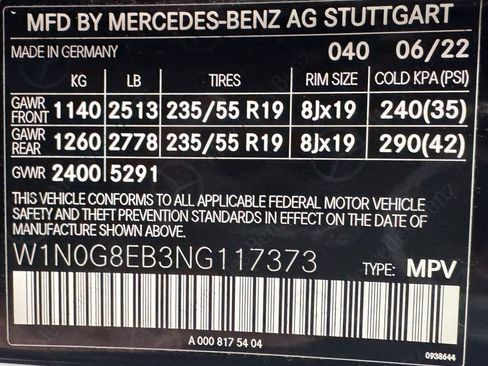 MFD BY MERCEDES-BENZ AG STUTTGART
MADE IN GERMANY 040 06/22
KG LB TIRES RIM SIZE COLD KPA (PSI)
GAWR FRONT 1140 2513 235/55 R19 8Jx19 240(35)
GAWR REAR 1260 2778 235/55 R19 8Jx19 290(42)
GVWR 2400 5291
THIS VEHICLE CONFORMS TO ALL APPLICABLE FEDERAL MOTOR VEHICLE
SAFETY AND THEFT PREVENTION STANDARDS IN EFFECT ON THE DATE OF
MANUFACTURE SHOWN ABOVE.
W1N0G8EB3NG117373 TYPE: MPV
A 000 817 54 04
0938644